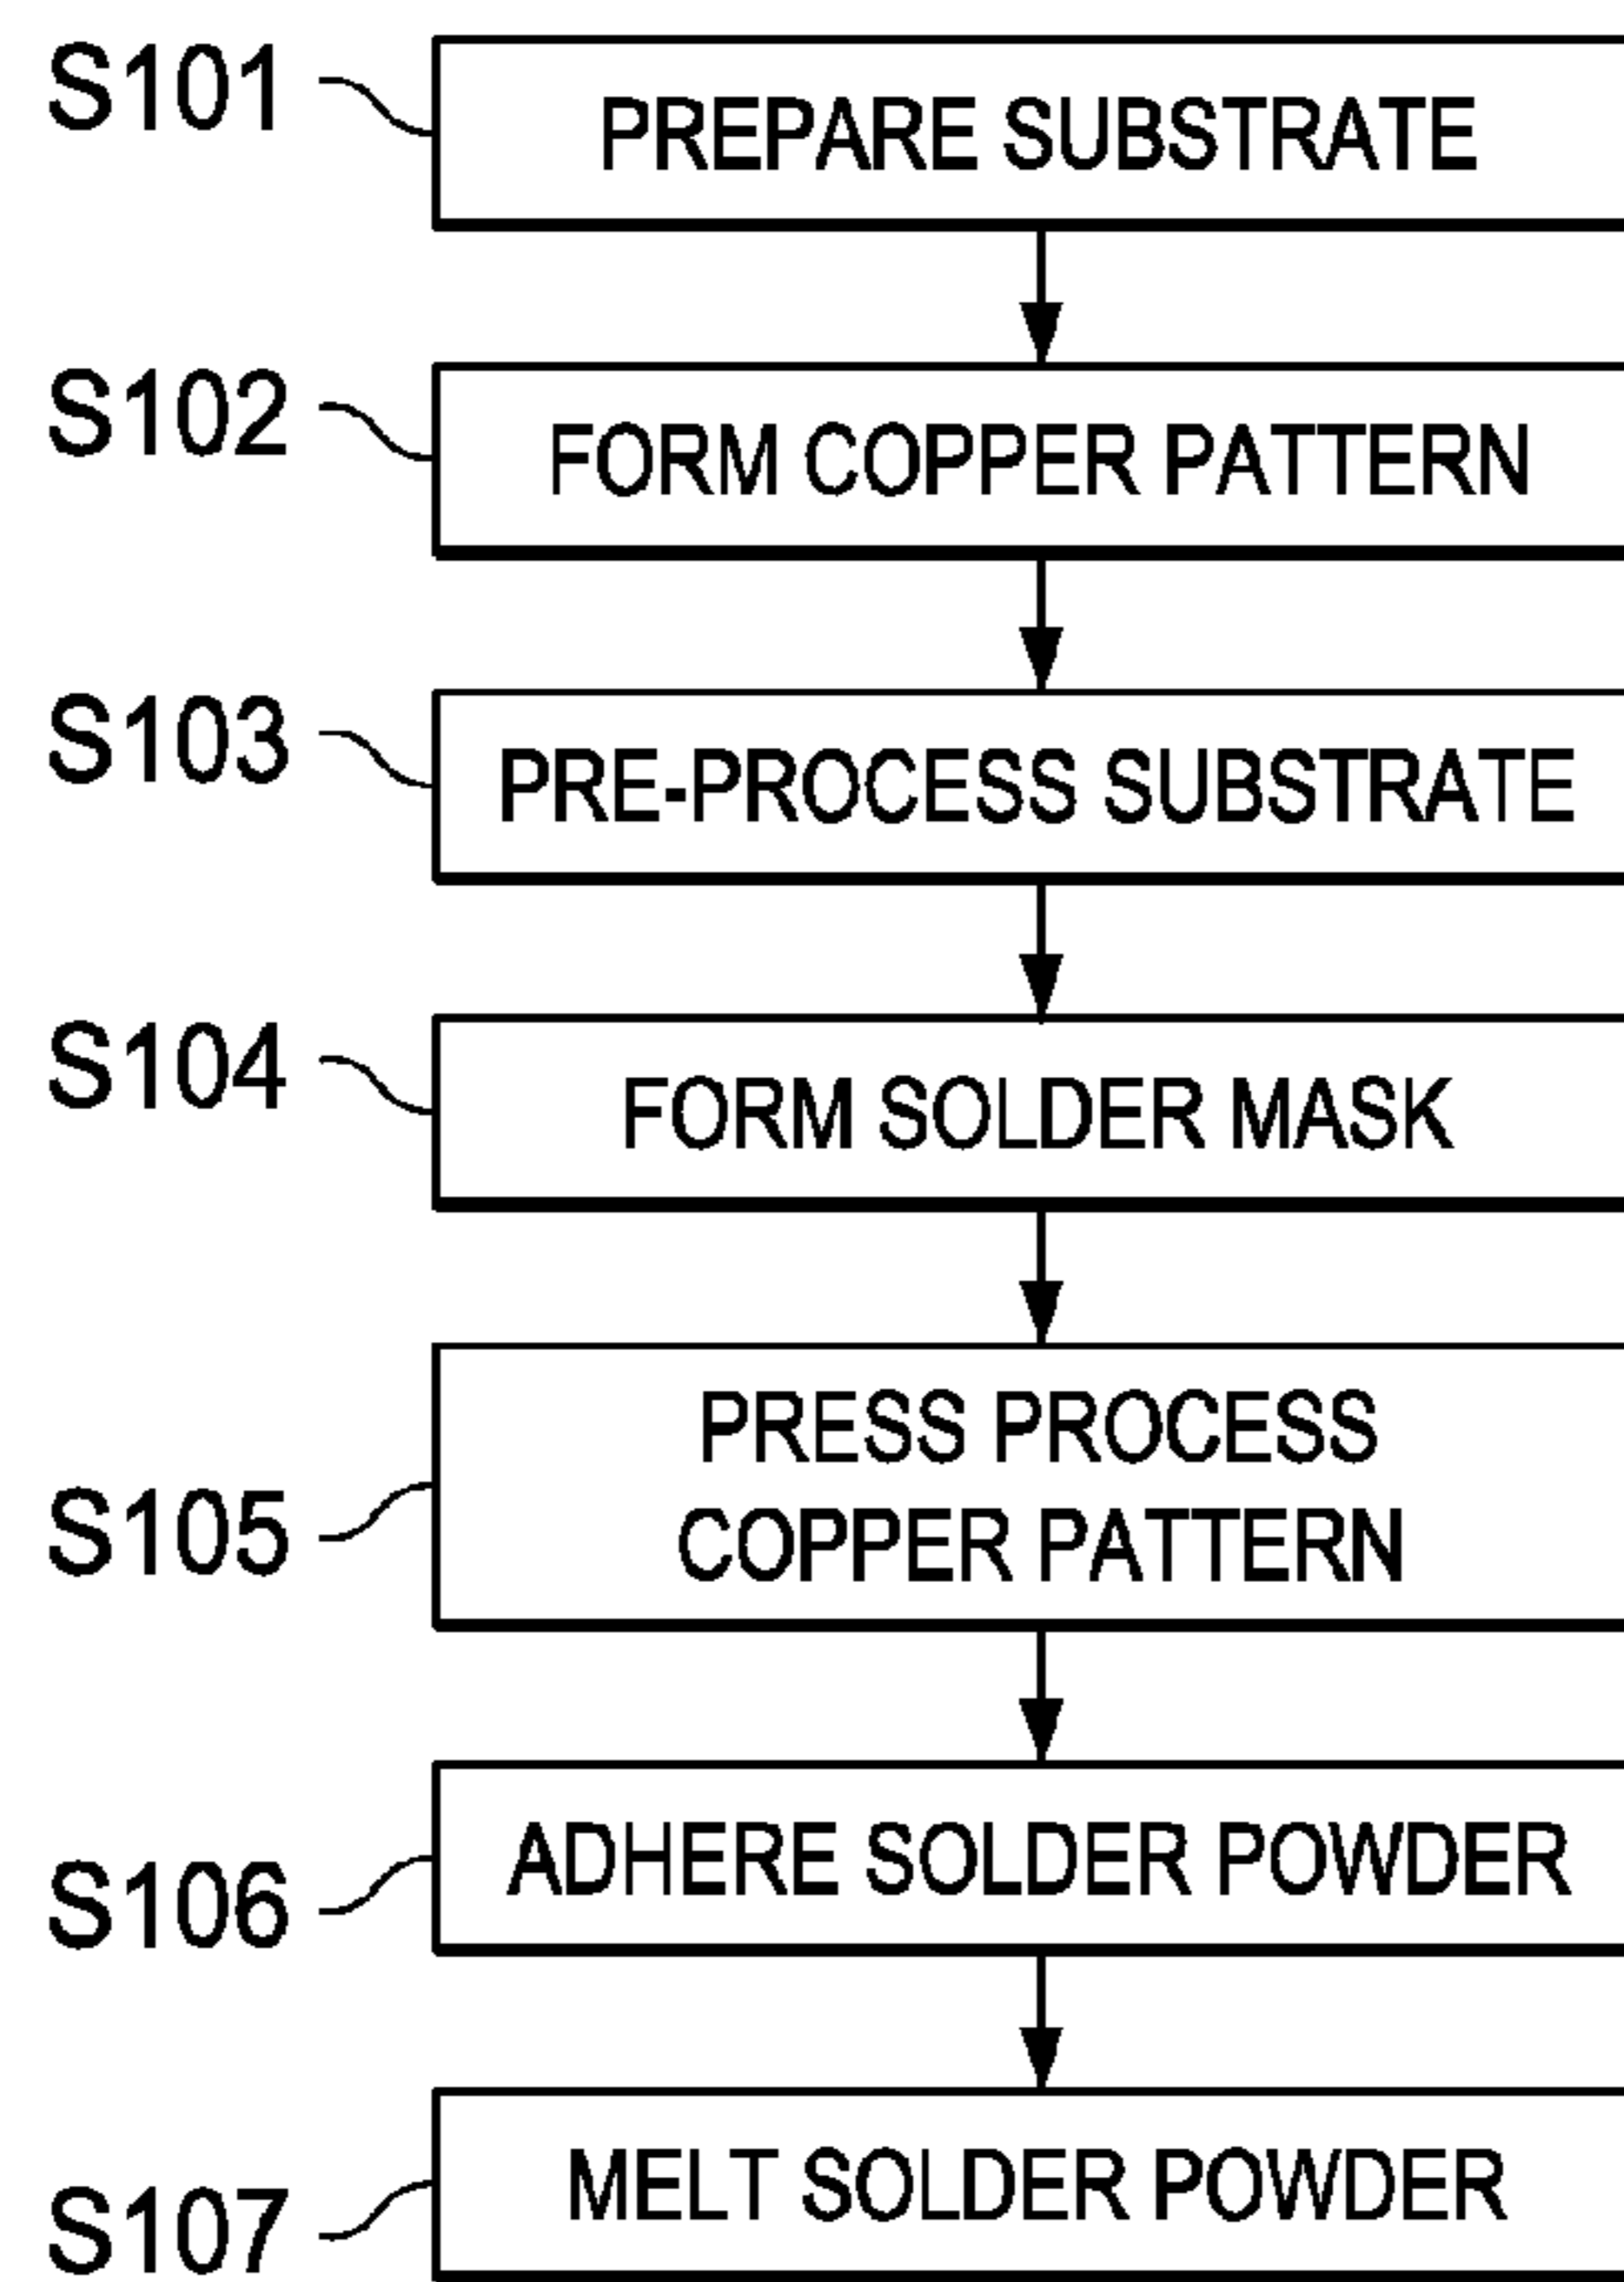 S101
PREPARE SUBSTRATE
S102
FORM COPPER PATTERN
S103
PRE-PROCESS SUBSTRATE
S104
FORM SOLDER MASK
S105
PRESS PROCESS
COPPER PATTERN
S106
ADHERE SOLDER POWDER
S107
MELT SOLDER POWDER